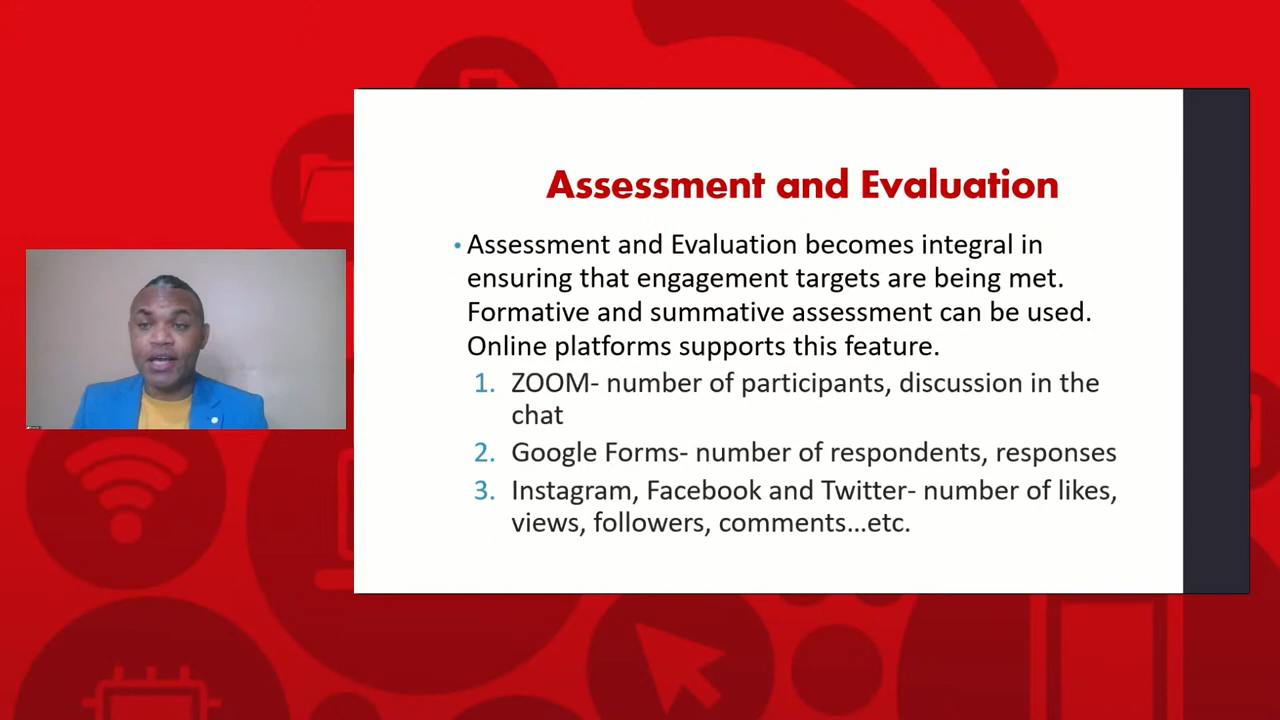 Assessment and Evaluation
• Assessment and Evaluation becomes integral in
ensuring that engagement targets are being met.
Formative and summative assessment can be used.
Online platforms supports this feature.
1. ZOOM- number of participants, discussion in the
chat
2. Google Forms- number of respondents, responses
3. Instagram, Facebook and Twitter- number of likes,
views, followers, comments...etc.